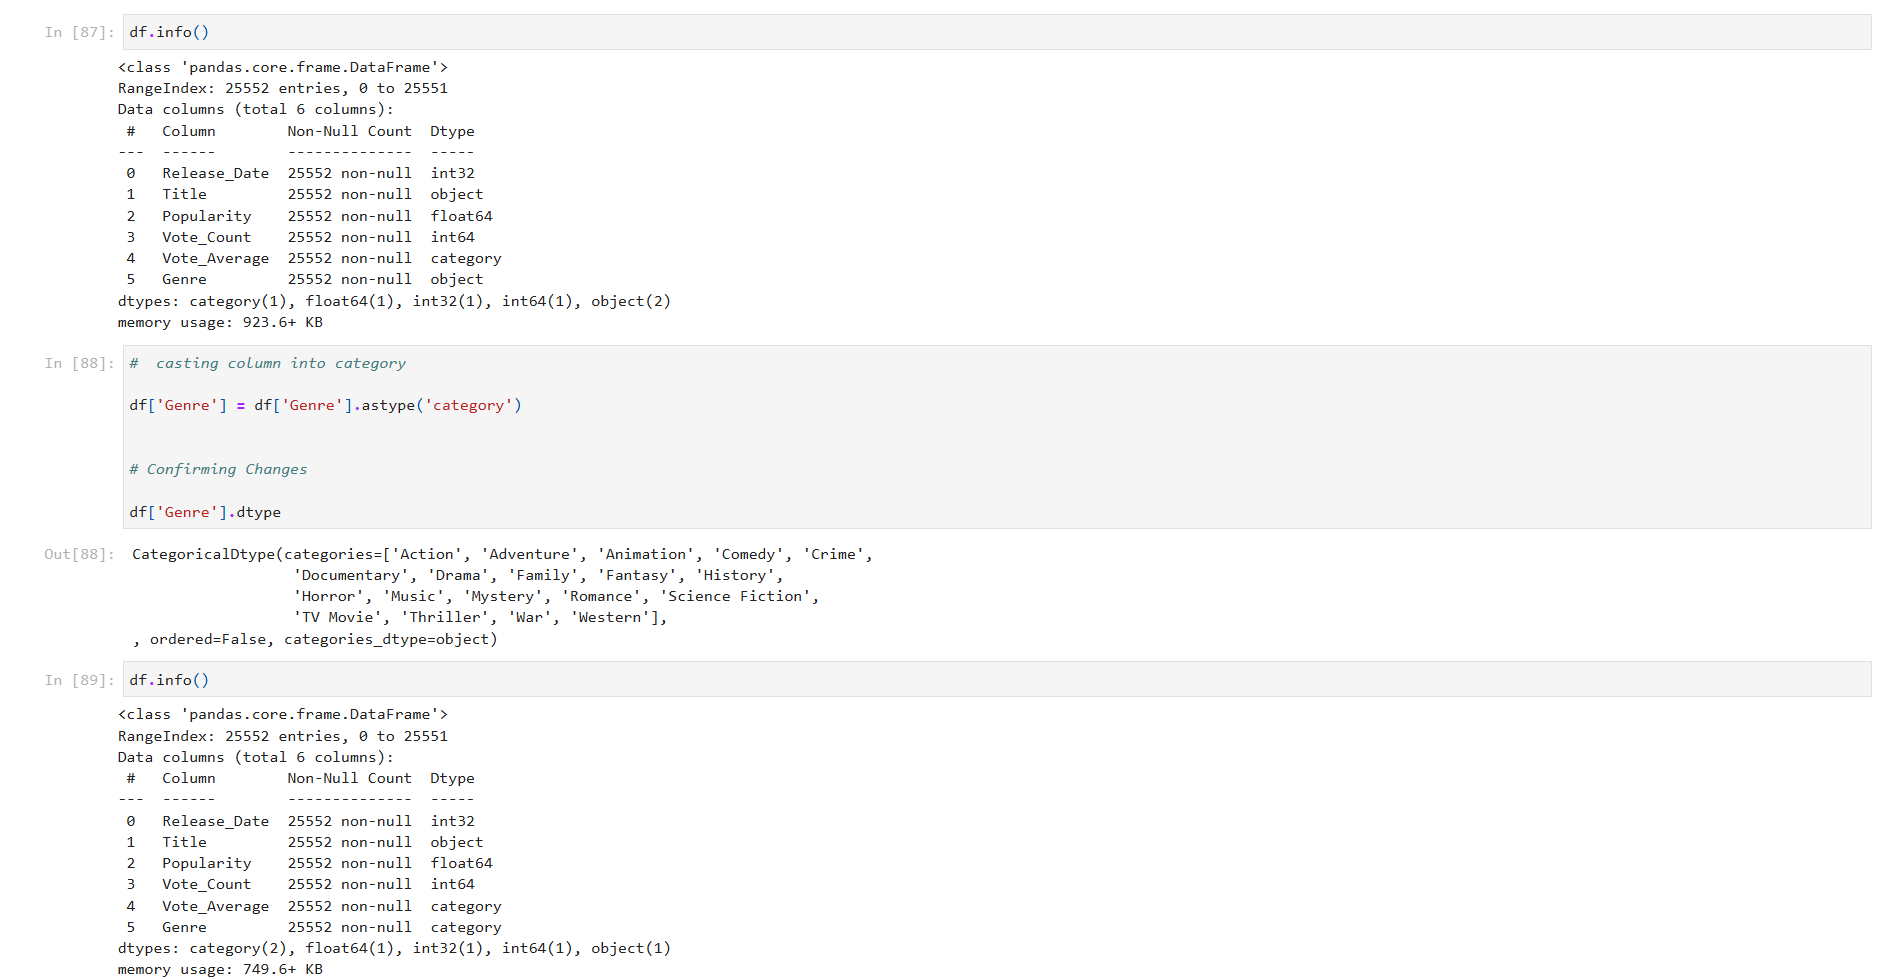 In [87]: df.info()
<class 'pandas.core.frame.DataFrame'>
RangeIndex: 25552 entries, 0 to 25551
Data columns (total 6 columns):
 #   Column        Non-Null Count  Dtype
---  ------        --------------  -----
 0   Release_Date  25552 non-null  int32
 1   Title         25552 non-null  object
 2   Popularity    25552 non-null  float64
 3   Vote_Count    25552 non-null  int64
 4   Vote_Average  25552 non-null  category
 5   Genre         25552 non-null  object
dtypes: category(1), float64(1), int32(1), int64(1), object(2)
memory usage: 923.6+ KB
In [88]: #  casting column into category
df['Genre'] = df['Genre'].astype('category')
# Confirming Changes
df['Genre'].dtype
Out[88]: CategoricalDtype(categories=['Action', 'Adventure', 'Animation', 'Comedy', 'Crime',
                  'Documentary', 'Drama', 'Family', 'Fantasy', 'History',
                  'Horror', 'Music', 'Mystery', 'Romance', 'Science Fiction',
                  'TV Movie', 'Thriller', 'War', 'Western'],
, ordered=False, categories_dtype=object)
In [89]: df.info()
<class 'pandas.core.frame.DataFrame'>
RangeIndex: 25552 entries, 0 to 25551
Data columns (total 6 columns):
 #   Column        Non-Null Count  Dtype
---  ------        --------------  -----
 0   Release_Date  25552 non-null  int32
 1   Title         25552 non-null  object
 2   Popularity    25552 non-null  float64
 3   Vote_Count    25552 non-null  int64
 4   Vote_Average  25552 non-null  category
 5   Genre         25552 non-null  category
dtypes: category(2), float64(1), int32(1), int64(1), object(1)
memory usage: 749.6+ KB